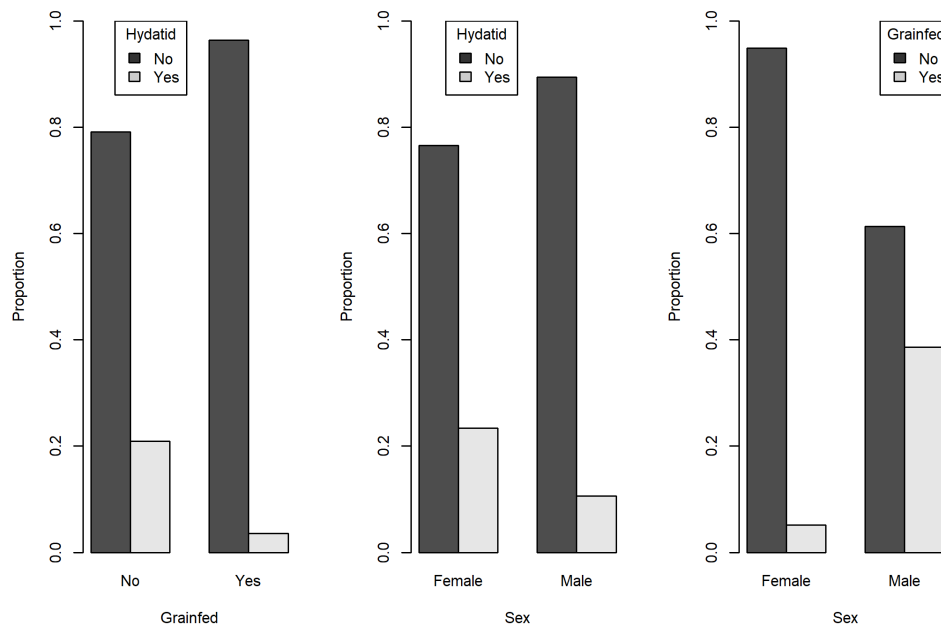 Hydatid
No
Yes
Proportion
0.0
0.2
0.4
0.6
0.8
1.0
No Yes
Grainfed
Hydatid
No
Yes
Proportion
0.0
0.2
0.4
0.6
0.8
1.0
Female Male
Sex
Grainfed
No
Yes
Proportion
0.0
0.2
0.4
0.6
0.8
1.0
Female Male
Sex